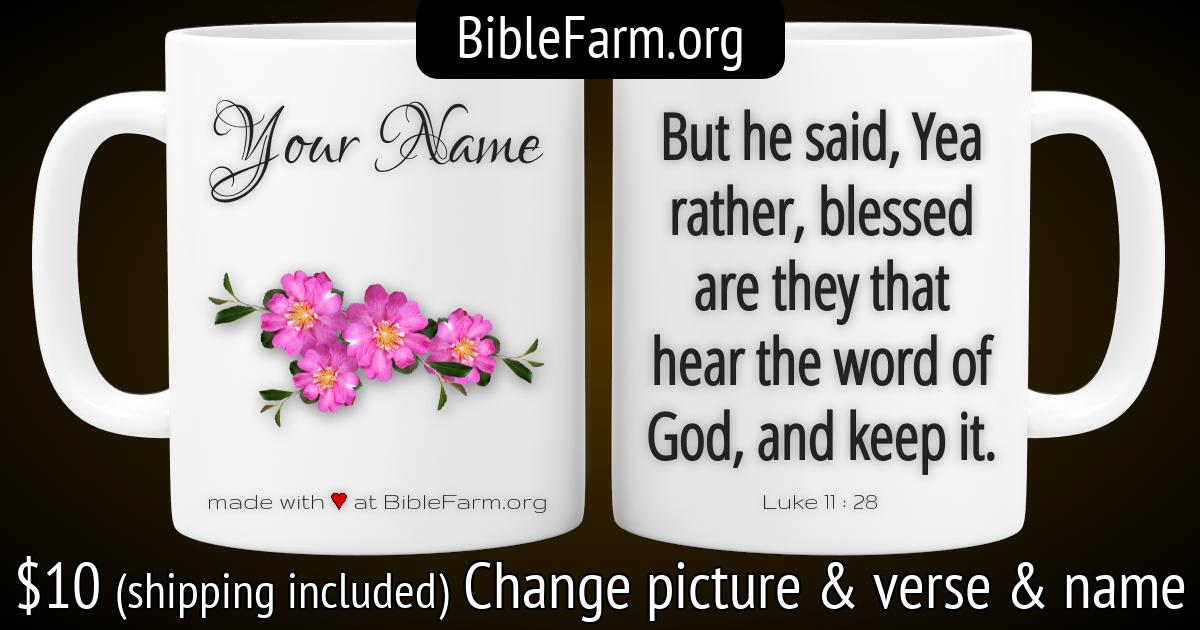 BibleFarm.org
Your Name
made with ♥ at BibleFarm.org
But he said, Yea
rather, blessed
are they that
hear the word of
God, and keep it.
Luke 11 : 28
$10 (shipping included) Change picture & verse & name